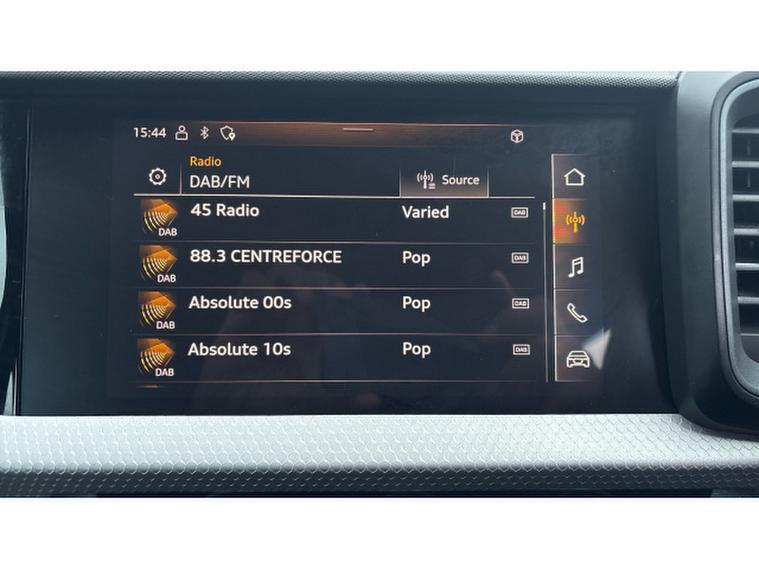 15:44
Radio
DAB/FM
Source
45 Radio Varied DAB
DAB
88.3 CENTREFORCE Pop DAB
DAB
Absolute 00s Pop DAB
DAB
Absolute 10s Pop DAB
DAB